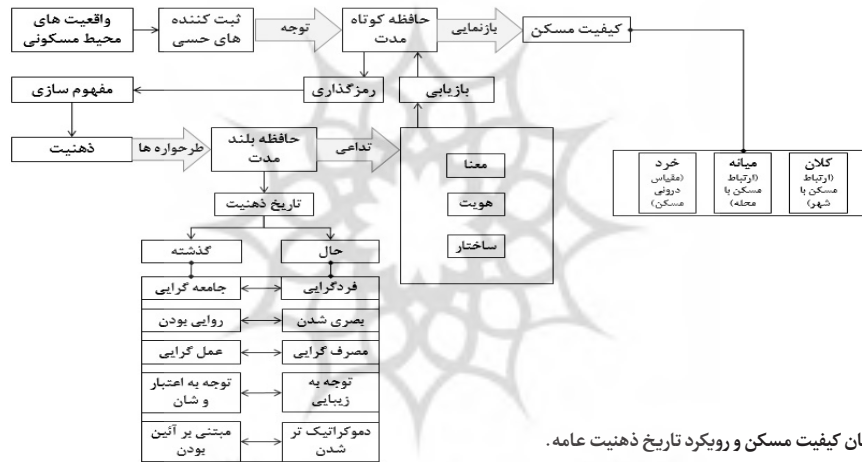 واقعیت های
محیط مسکونی
ثبت کننده
های حسی
توجه
حافظه کوتاه
مدت
بازنمایی
کیفیت مسکن
مفهوم سازی
رمزگذاری
بازیابی
ذهنیت
طرحواره ها
حافظه بلند
مدت
تداعی
معنا
هویت
ساختار
کلان
(ارتباط
مسکن با
شهر)
میانه
(ارتباط
مسکن با
محله)
خرد
(مقیاس
درونی
مسکن)
تاریخ ذهنیت
حال
گذشته
فردگرایی
جامعه گرایی
بصری شدن
روایی بودن
مصرف گرایی
عمل گرایی
توجه به
زیبایی
توجه به اعتبار
و شان
دموکراتیک تر
شدن
مبتنی بر آئین
بودن
کیفیت مسکن و رویکرد تاریخ ذهنیت عامه.